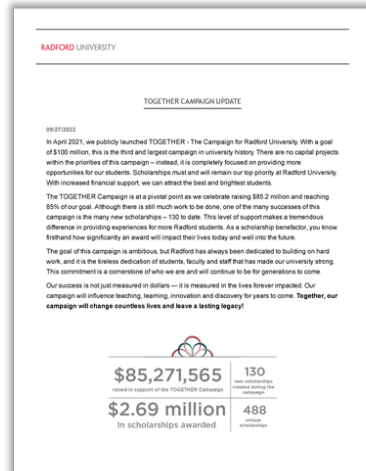 RADFORD UNIVERSITY
TOGETHER CAMPAIGN UPDATE
09/27/2022
In April 2021, we publicly launched TOGETHER - The Campaign for Radford University. With a goal
of $100 million, this is the third and largest campaign in university history. There are no capital projects
within the priorities of this campaign – instead, it is completely focused on providing more
opportunities for our students. Scholarships must and will remain our top priority at Radford University.
With increased financial support, we can attract the best and brightest students.
The TOGETHER Campaign is at a pivotal point as we celebrate raising $85.2 million and reaching
85% of our goal. Although there is still much work to be done, one of the many successes of this
campaign is the many new scholarships – 130 to date. This level of support makes a tremendous
difference in providing experiences for more Radford students. As a scholarship benefactor, you know
firsthand how significantly an award will impact their lives today and well into the future.
The goal of this campaign is ambitious, but Radford has always been dedicated to building on hard
work, and it is the tireless dedication of students, faculty and staff that has made our university strong.
This commitment is a cornerstone of who we are and will continue to be for generations to come.
Our success is not just measured in dollars — it is measured in the lives forever impacted. Our
campaign will influence teaching, learning, innovation and discovery for years to come. Together, our
campaign will change countless lives and leave a lasting legacy!
$85,271,565
raised in support of the TOGETHER Campaign
130
new scholarships
created during the
campaign
$2.69 million
in scholarships awarded
488
unique
scholarships